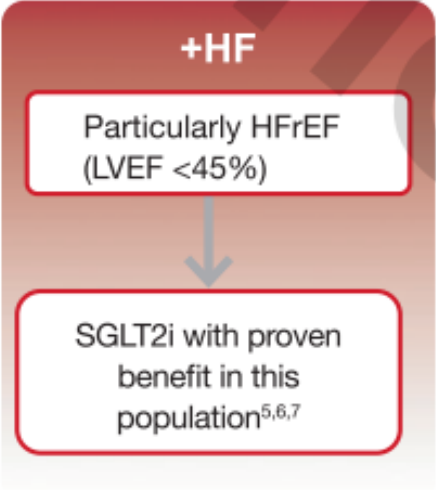 +HF
Particularly HFrEF
(LVEF <45%)
SGLT2i with proven
benefit in this
population5,6,7